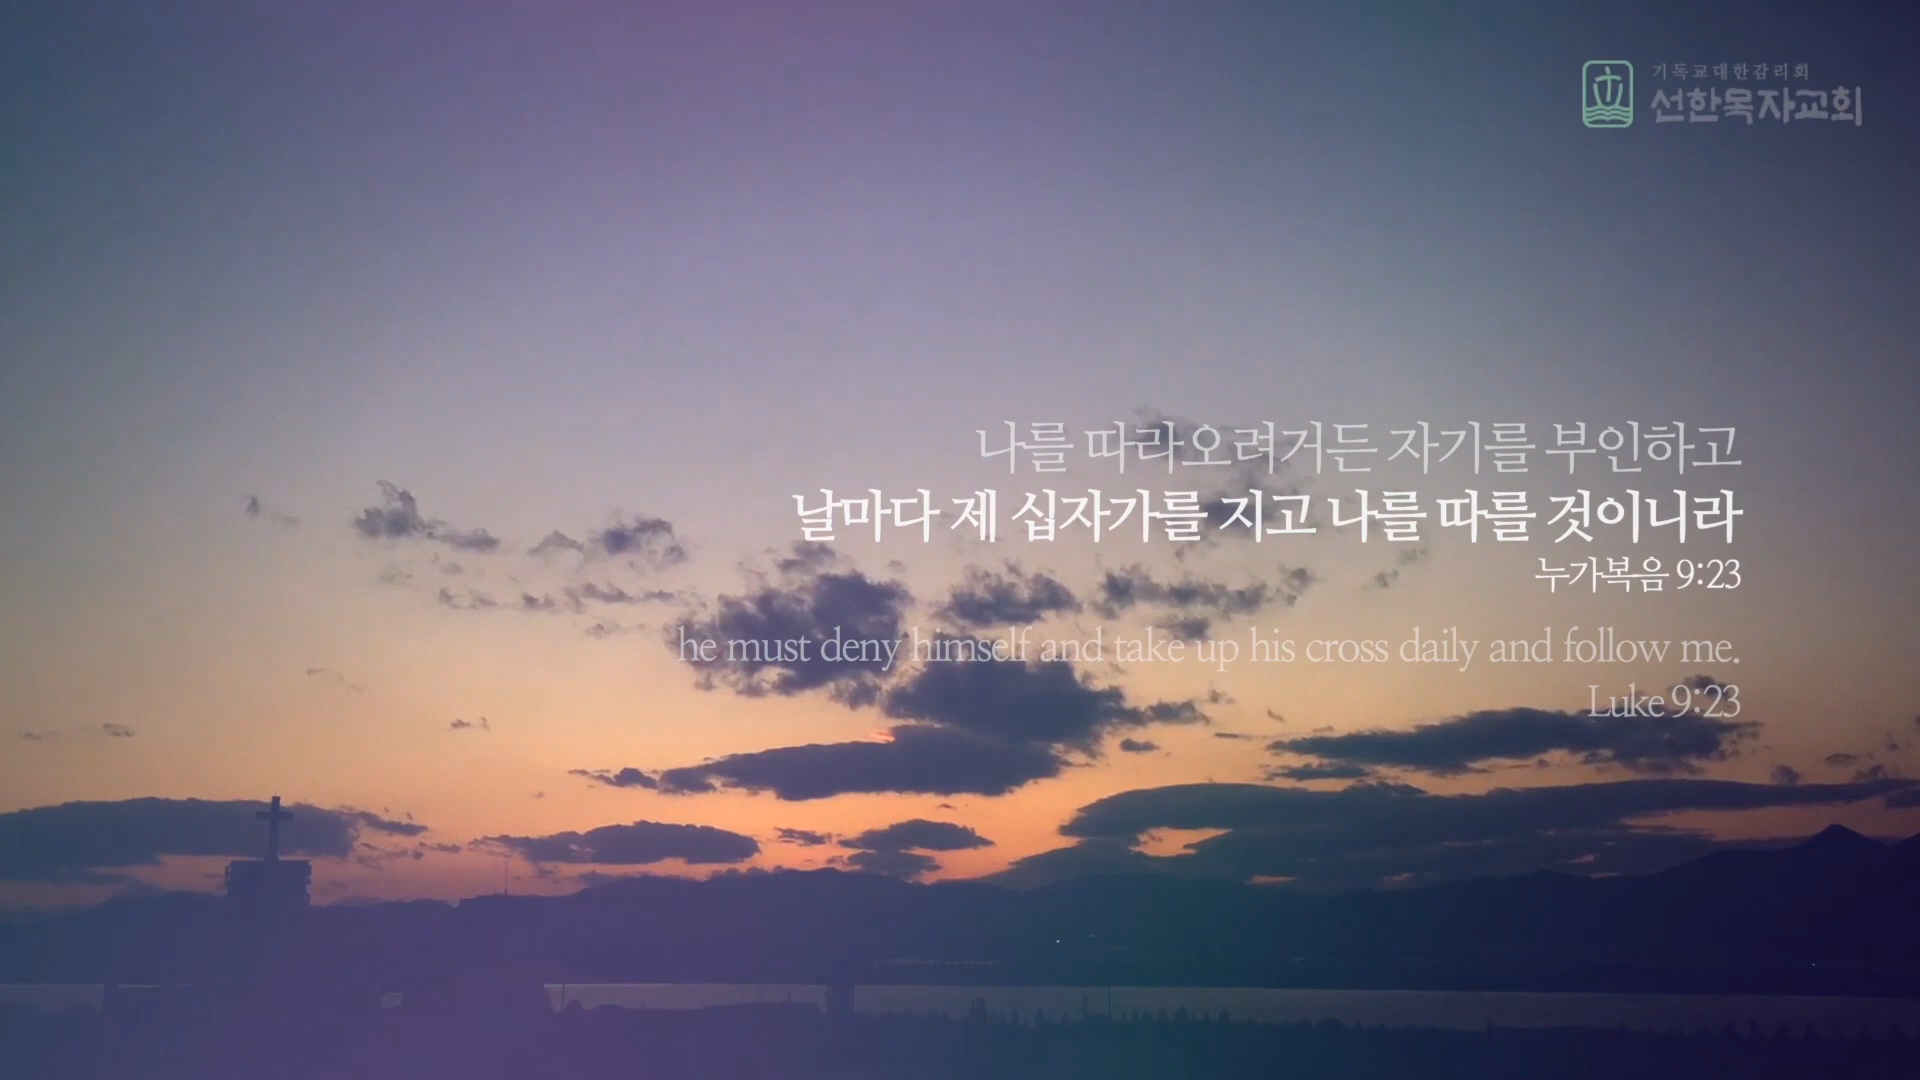 기독교대한감리회
선한목자교회
나를 따라오려거든 자기를 부인하고
날마다 제 십자가를 지고 나를 따를 것이니라
누가복음 9:23
he must deny himself and take up his cross daily and follow me.
Luke 9:23